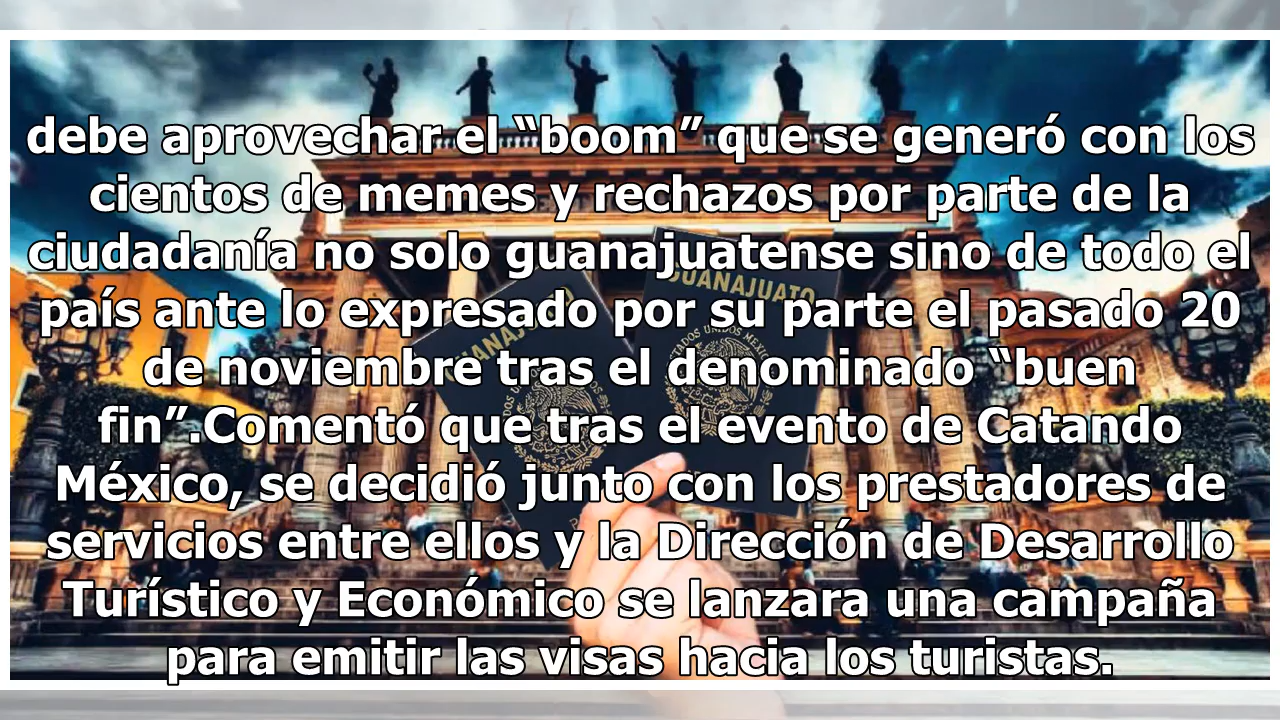 debe aprovechar el “boom” que se generó con los
cientos de memes y rechazos por parte de la
ciudadanía no solo guanajuatense sino de todo el
país ante lo expresado por su parte el pasado 20
de noviembre tras el denominado “buen
fin”.Comentó que tras el evento de Catando
México, se decidió junto con los prestadores de
servicios entre ellos y la Dirección de Desarrollo
Turístico y Económico se lanzara una campaña
para emitir las visas hacia los turistas.
GUANAJUATO